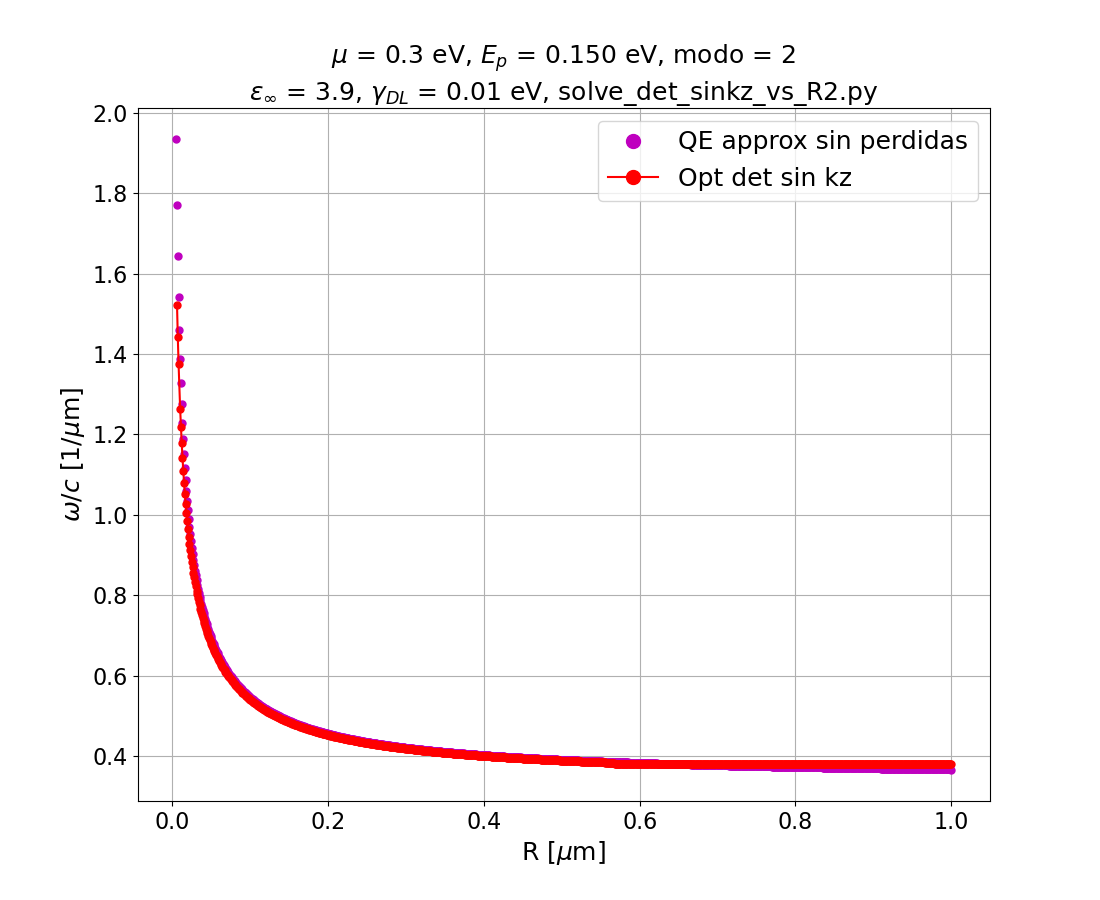 μ = 0.3 eV, E_p = 0.150 eV, modo = 2
ε_∞ = 3.9, γ_DL = 0.01 eV, solve_det_sinkz_vs_R2.py
2.0
1.8
1.6
1.4
1.2
1.0
0.8
0.6
0.4
ω/c [1/μm]
QE approx sin perdidas
Opt det sin kz
0.0 0.2 0.4 0.6 0.8 1.0
R [μm]